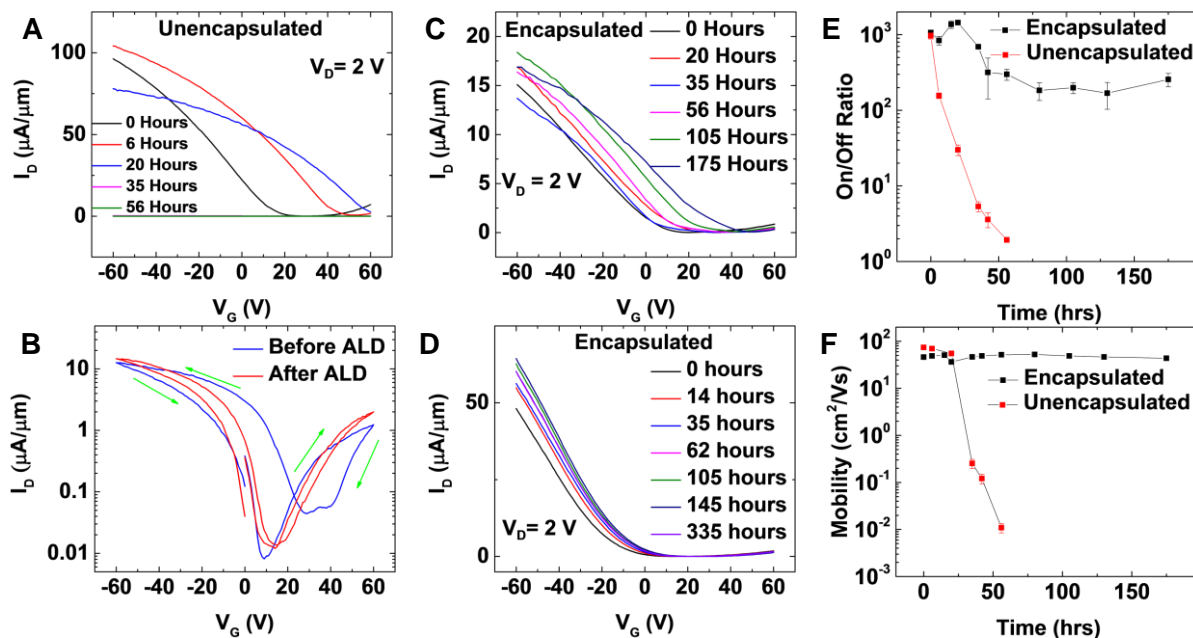 A
Unencapsulated
V_D= 2 V
100
50
0
0 Hours
6 Hours
20 Hours
35 Hours
56 Hours
I_D (μA/μm)
-60 -40 -20 0 20 40 60
V_G (V)
B
Before ALD
After ALD
10
1
0.1
0.01
I_D (μA/μm)
-60 -40 -20 0 20 40 60
V_G (V)
C
Encapsulated
0 Hours
20 Hours
35 Hours
56 Hours
105 Hours
175 Hours
V_D= 2 V
20
15
10
5
0
I_D (μA/μm)
-60 -40 -20 0 20 40 60
V_G (V)
D
Encapsulated
0 hours
14 hours
35 hours
62 hours
105 hours
145 hours
335 hours
V_D= 2 V
50
0
I_D (μA/μm)
-60 -40 -20 0 20 40 60
V_G (V)
E
Encapsulated
Unencapsulated
10^3
10^2
10^1
10^0
On/Off Ratio
0 50 100 150
Time (hrs)
F
Encapsulated
Unencapsulated
10^2
10^1
10^0
10^-1
10^-2
10^-3
Mobility (cm^2/Vs)
0 50 100 150
Time (hrs)